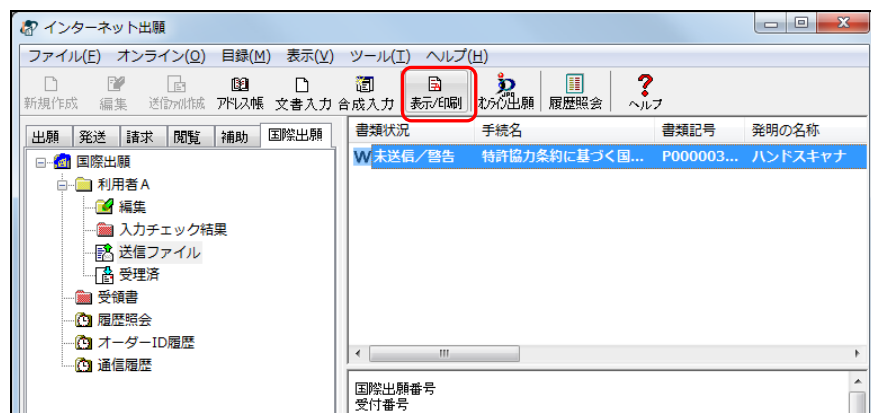 インターネット出願
ファイル(F) オンライン(O) 目録(M) 表示(V) ツール(T) ヘルプ(H)
新規作成 編集 送信ファイル作成 アドレス帳 文書入力 合成入力 表示/印刷 オンライン出願 履歴照会 ヘルプ
出願 発送 請求 閲覧 補助 国際出願
書類状況 手続名 書類記号 発明の名称
W 未送信/警告 特許協力条約に基づく国... P000003... ハンドスキャナ
国際出願
利用者A
編集
入力チェック結果
送信ファイル
受理済
受領書
履歴照会
オーダーID履歴
通信履歴
国際出願番号
受付番号